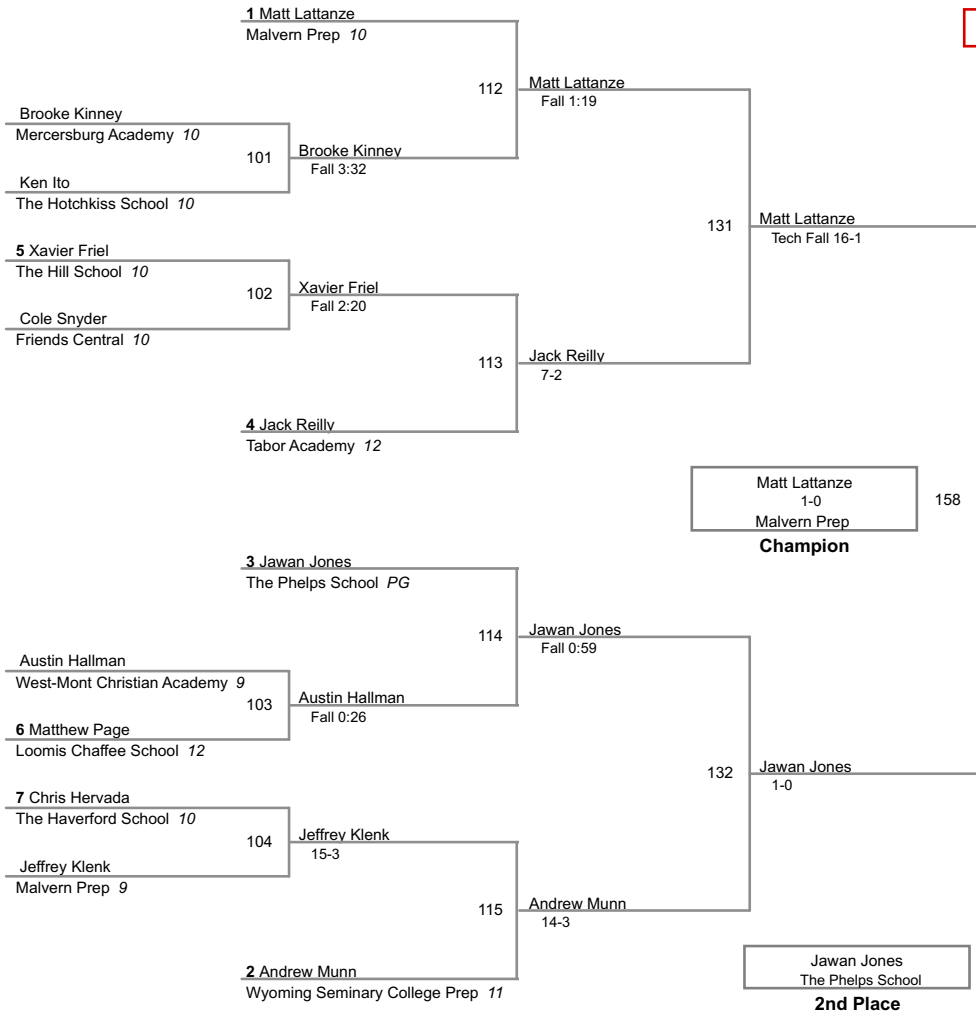 1 Matt Lattanze
Malvern Prep 10
112
Matt Lattanze
Fall 1:19
Brooke Kinney
Mercersburg Academy 10
101
Brooke Kinney
Fall 3:32
Ken Ito
The Hotchkiss School 10
131
Matt Lattanze
Tech Fall 16-1
5 Xavier Friel
The Hill School 10
102
Xavier Friel
Fall 2:20
Cole Snyder
Friends Central 10
113
Jack Reilly
7-2
4 Jack Reilly
Tabor Academy 12
Matt Lattanze
1-0
Malvern Prep
158
Champion
3 Jawan Jones
The Phelps School PG
114
Jawan Jones
Fall 0:59
Austin Hallman
West-Mont Christian Academy 9
103
Austin Hallman
Fall 0:26
6 Matthew Page
Loomis Chaffee School 12
132
Jawan Jones
1-0
7 Chris Hervada
The Haverford School 10
104
Jeffrey Klenk
15-3
Jeffrey Klenk
Malvern Prep 9
115
Andrew Munn
14-3
2 Andrew Munn
Wyoming Seminary College Prep 11
Jawan Jones
The Phelps School
2nd Place